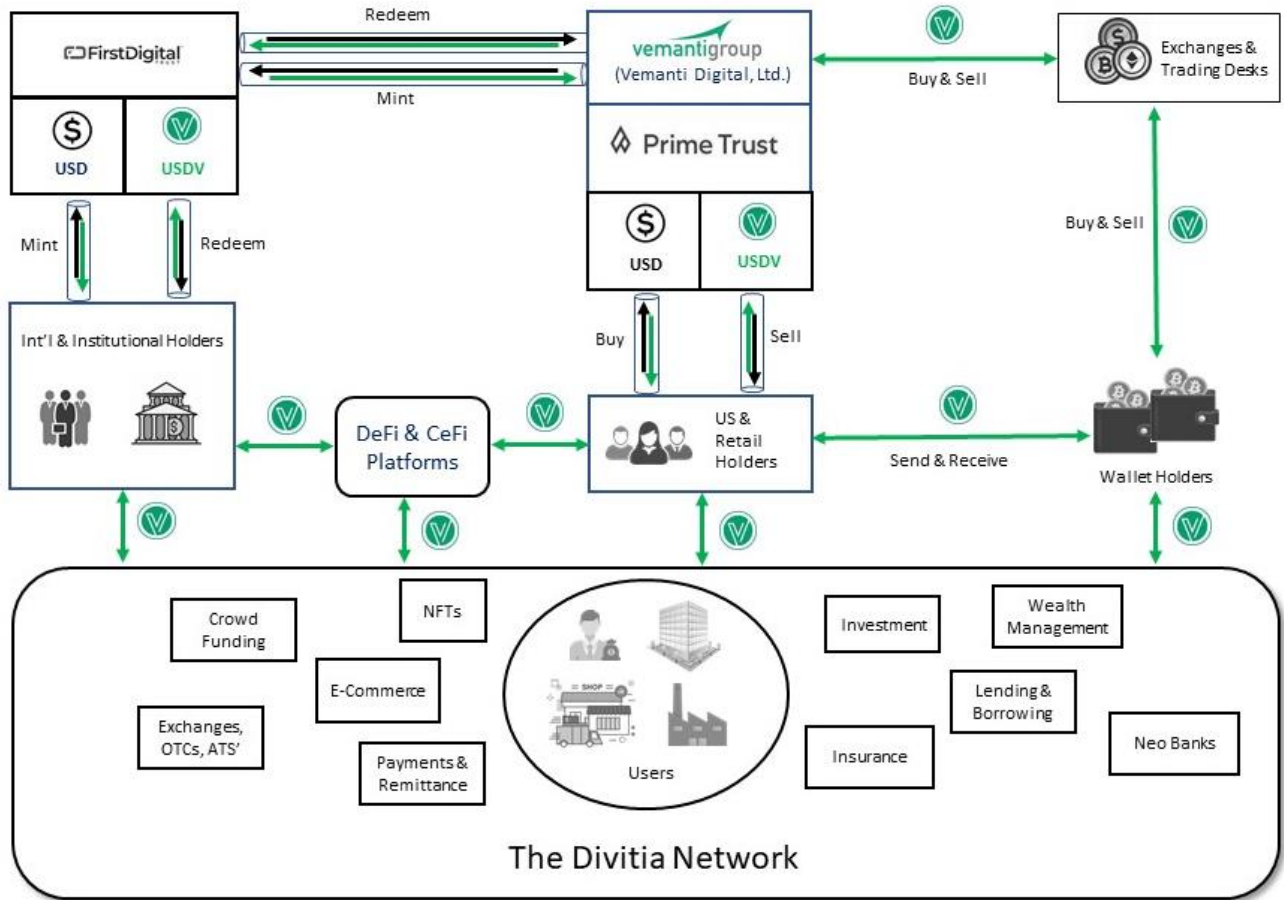 Redeem
FirstDigital
TRUST
vemantigroup
(Vemanti Digital, Ltd.)
Buy & Sell
Exchanges &
Trading Desks
Mint
USD
USDV
Prime Trust
Mint
Redeem
USD
USDV
Buy & Sell
Int'l & Institutional Holders
Buy
Sell
DeFi & CeFi
Platforms
US &
Retail
Holders
Send & Receive
Wallet Holders
Crowd
Funding
NFTs
E-Commerce
Exchanges,
OTCs, ATS'
Payments &
Remittance
SHOP
Users
Investment
Wealth
Management
Lending &
Borrowing
Insurance
Neo Banks
The Divitia Network